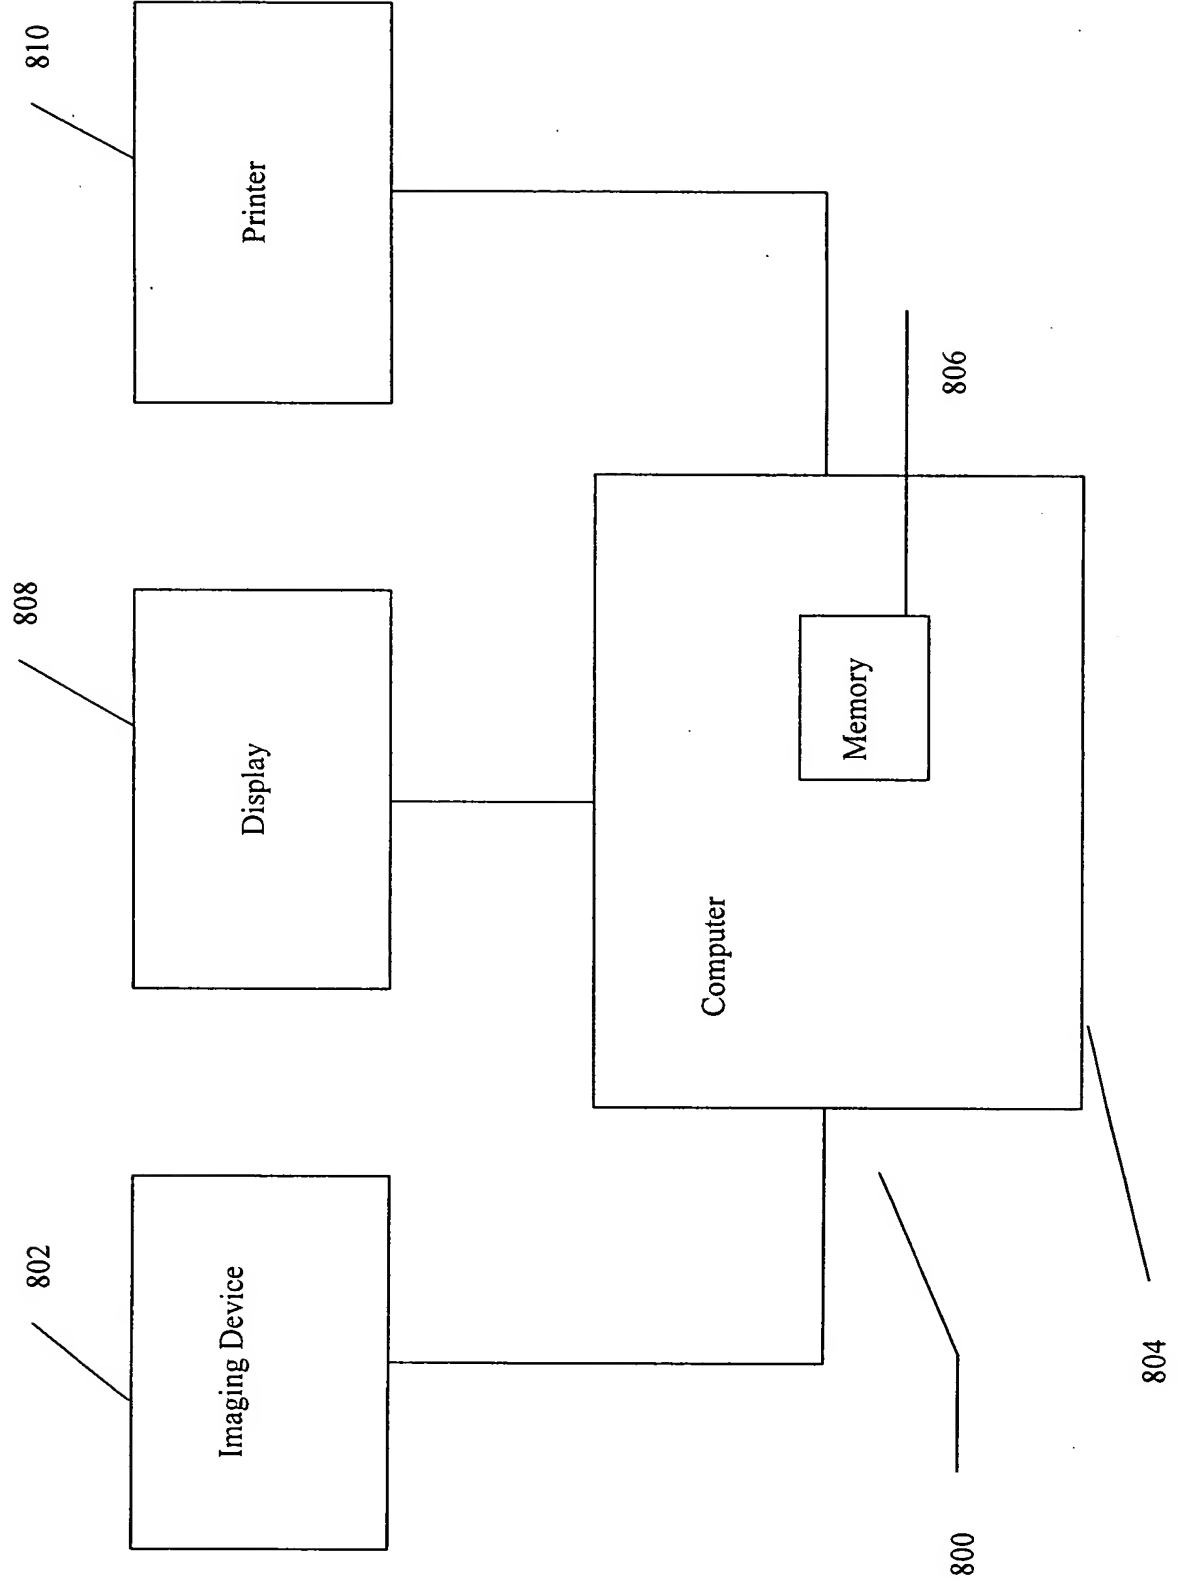 802
808
810
Imaging Device
Display
Printer
Computer
Memory
806
800
804